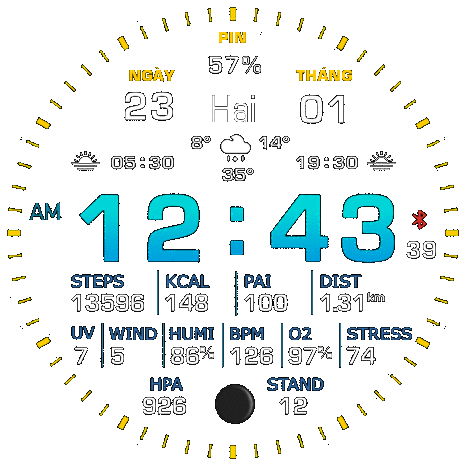 PIN
57%
NGÀY THÁNG
23 Hai 01
8° 14°
05:30 35° 19:30
AM 12:43
39
STEPS KCAL PAI DIST
13596 148 100 1.31km
UV WIND HUMI BPM O2 STRESS
7 5 86% 126 97% 74
HPA STAND
926 12